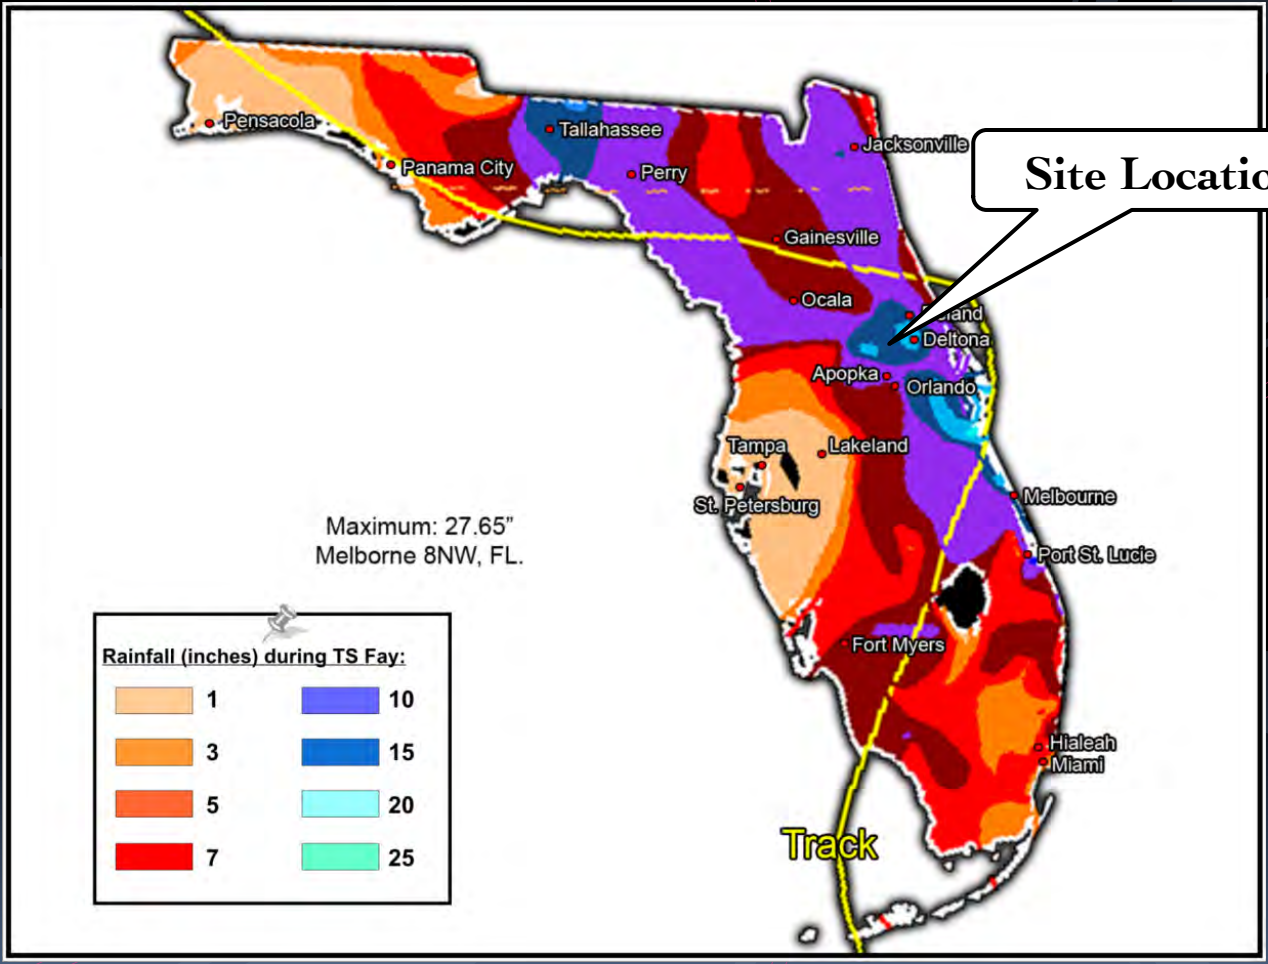 Pensacola
Tallahassee
Jacksonville
Panama City
Perry
Site Locatio
Gainesville
Ocala
Deltona
Apopka
Orlando
Tampa
Lakeland
St. Petersburg
Melbourne
Maximum: 27.65”
Melborne 8NW, FL.
Port St. Lucie
Rainfall (inches) during TS Fay:
Fort Myers
1
10
3
15
5
20
7
25
Hialeah
Miami
Track